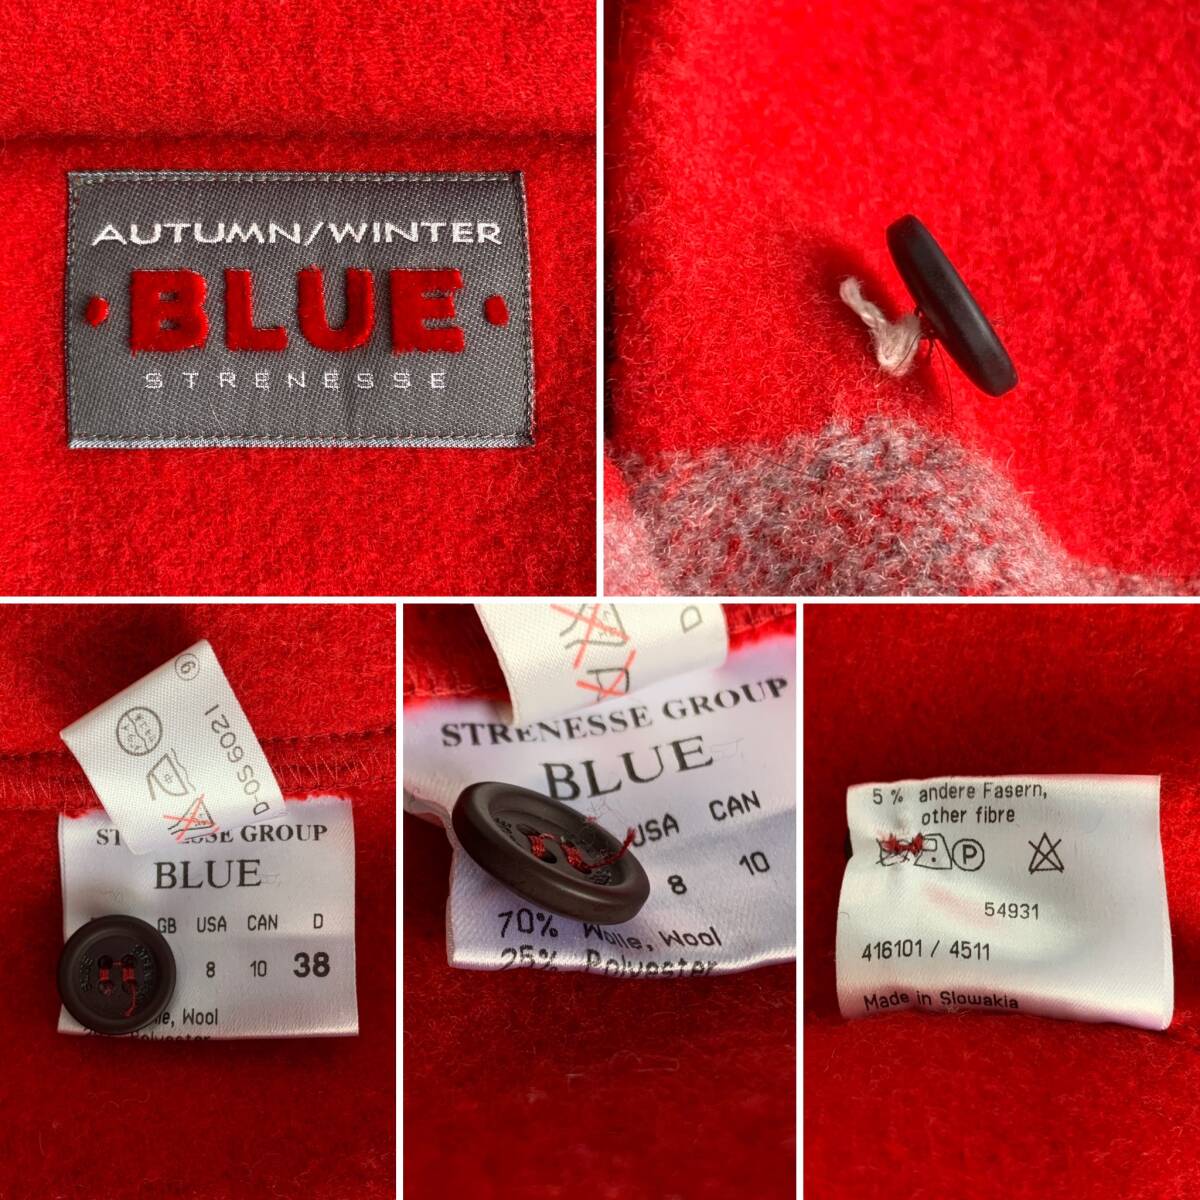 AUTUMN/WINTER
·BLUE·
STRENESSE
9
D-OS 6021
GROUP
BLUE
GB USA CAN D
8 10 38
Wool
D
STRENESSE GROUP
BLUE
USA CAN
8 10
70% Wolle, Wool
25% Polyester
5 % andere Fasern,
other fibre
P
54931
416101 / 4511
Made in Slowakia